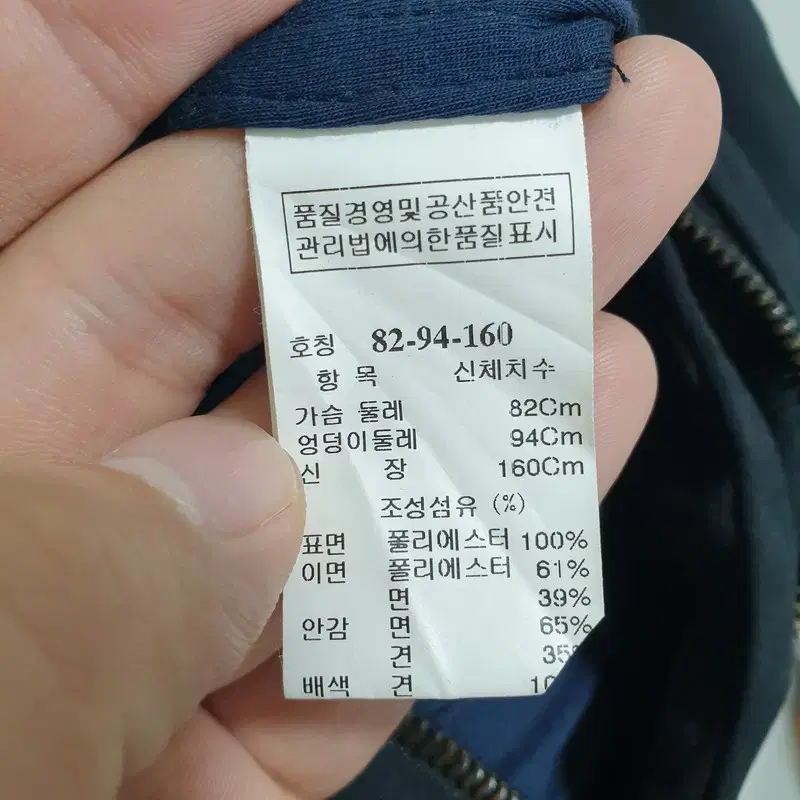 품질경영및공산품안견
관리법에의한품질표시
호칭 82-94-160
항 목 신체치수
가슴 둘레 82Cm
엉덩이둘레 94Cm
신 장 160Cm
조성섬유 (%)
표면 폴리에스터 100%
이면 폴리에스터 61%
면 39%
안감 면 65%
견 35
배색 견